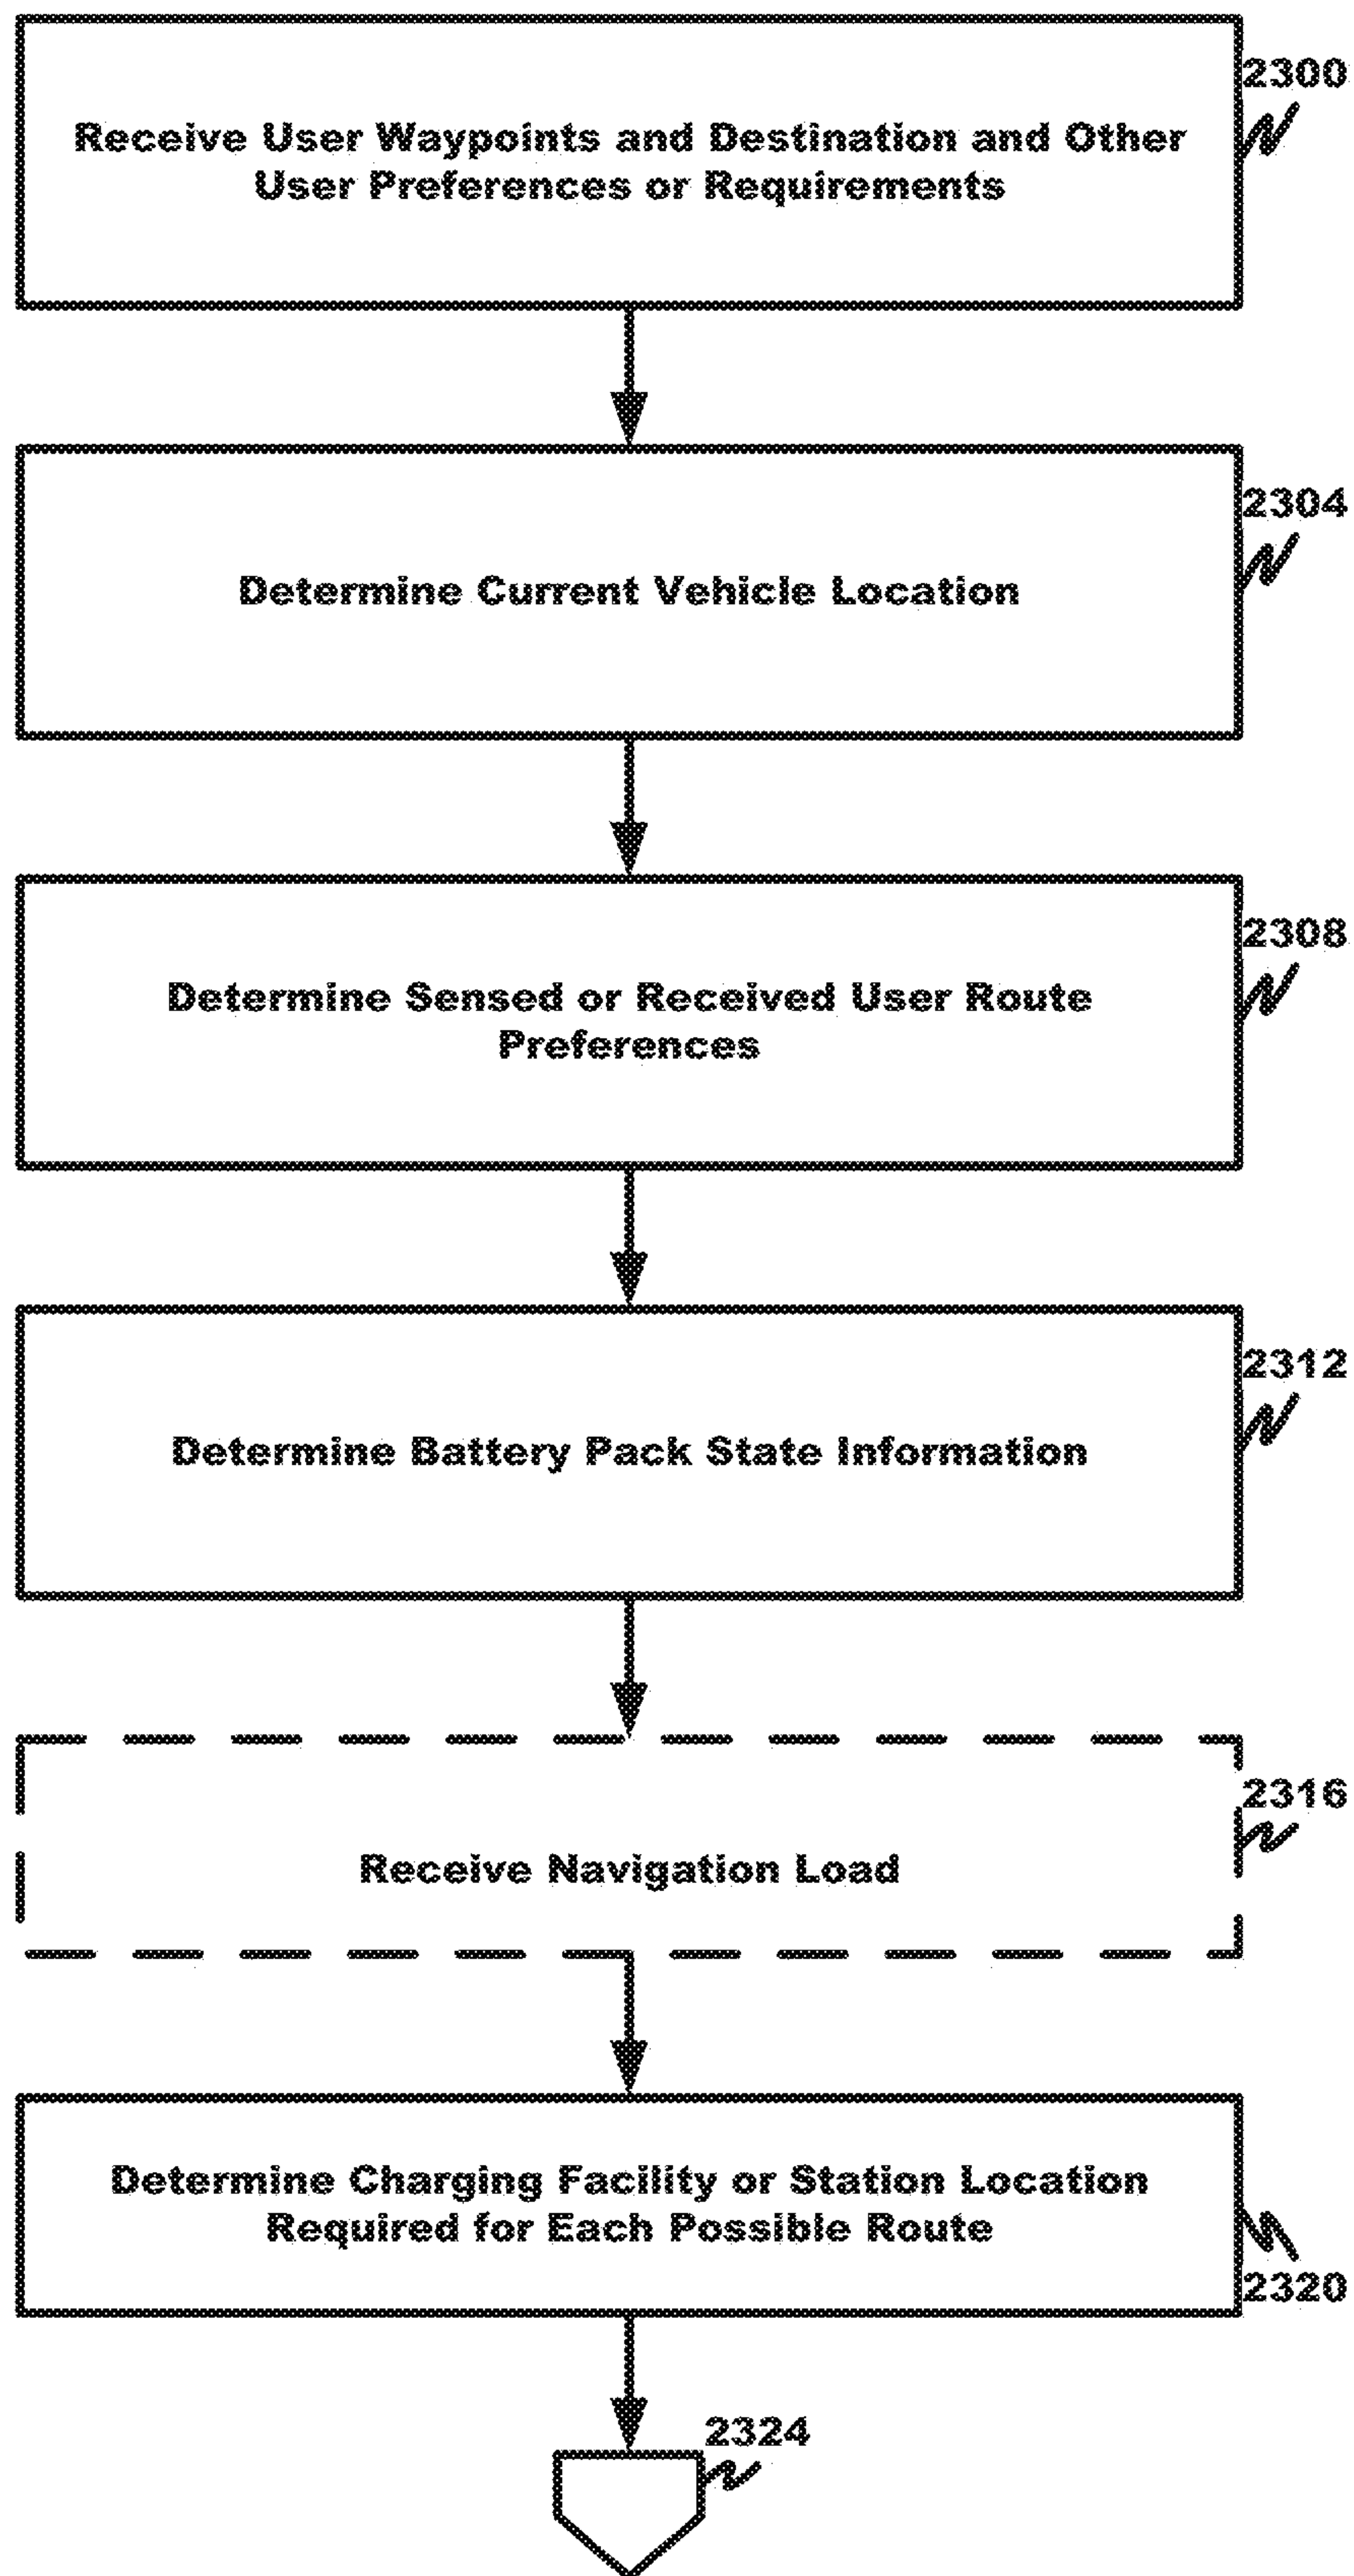 2300
Receive User Waypoints and Destination and Other
User Preferences or Requirements
2304
Determine Current Vehicle Location
2308
Determine Sensed or Received User Route
Preferences
2312
Determine Battery Pack State Information
2316
Receive Navigation Load
Determine Charging Facility or Station Location
Required for Each Possible Route
2320
2324